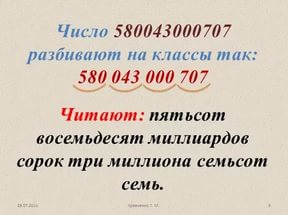 Число 580043000707
разбивают на классы так:
580 043 000 707
Читают: пятьсот
восемьдесят миллиардов
сорок три миллиона семьсот
семь.